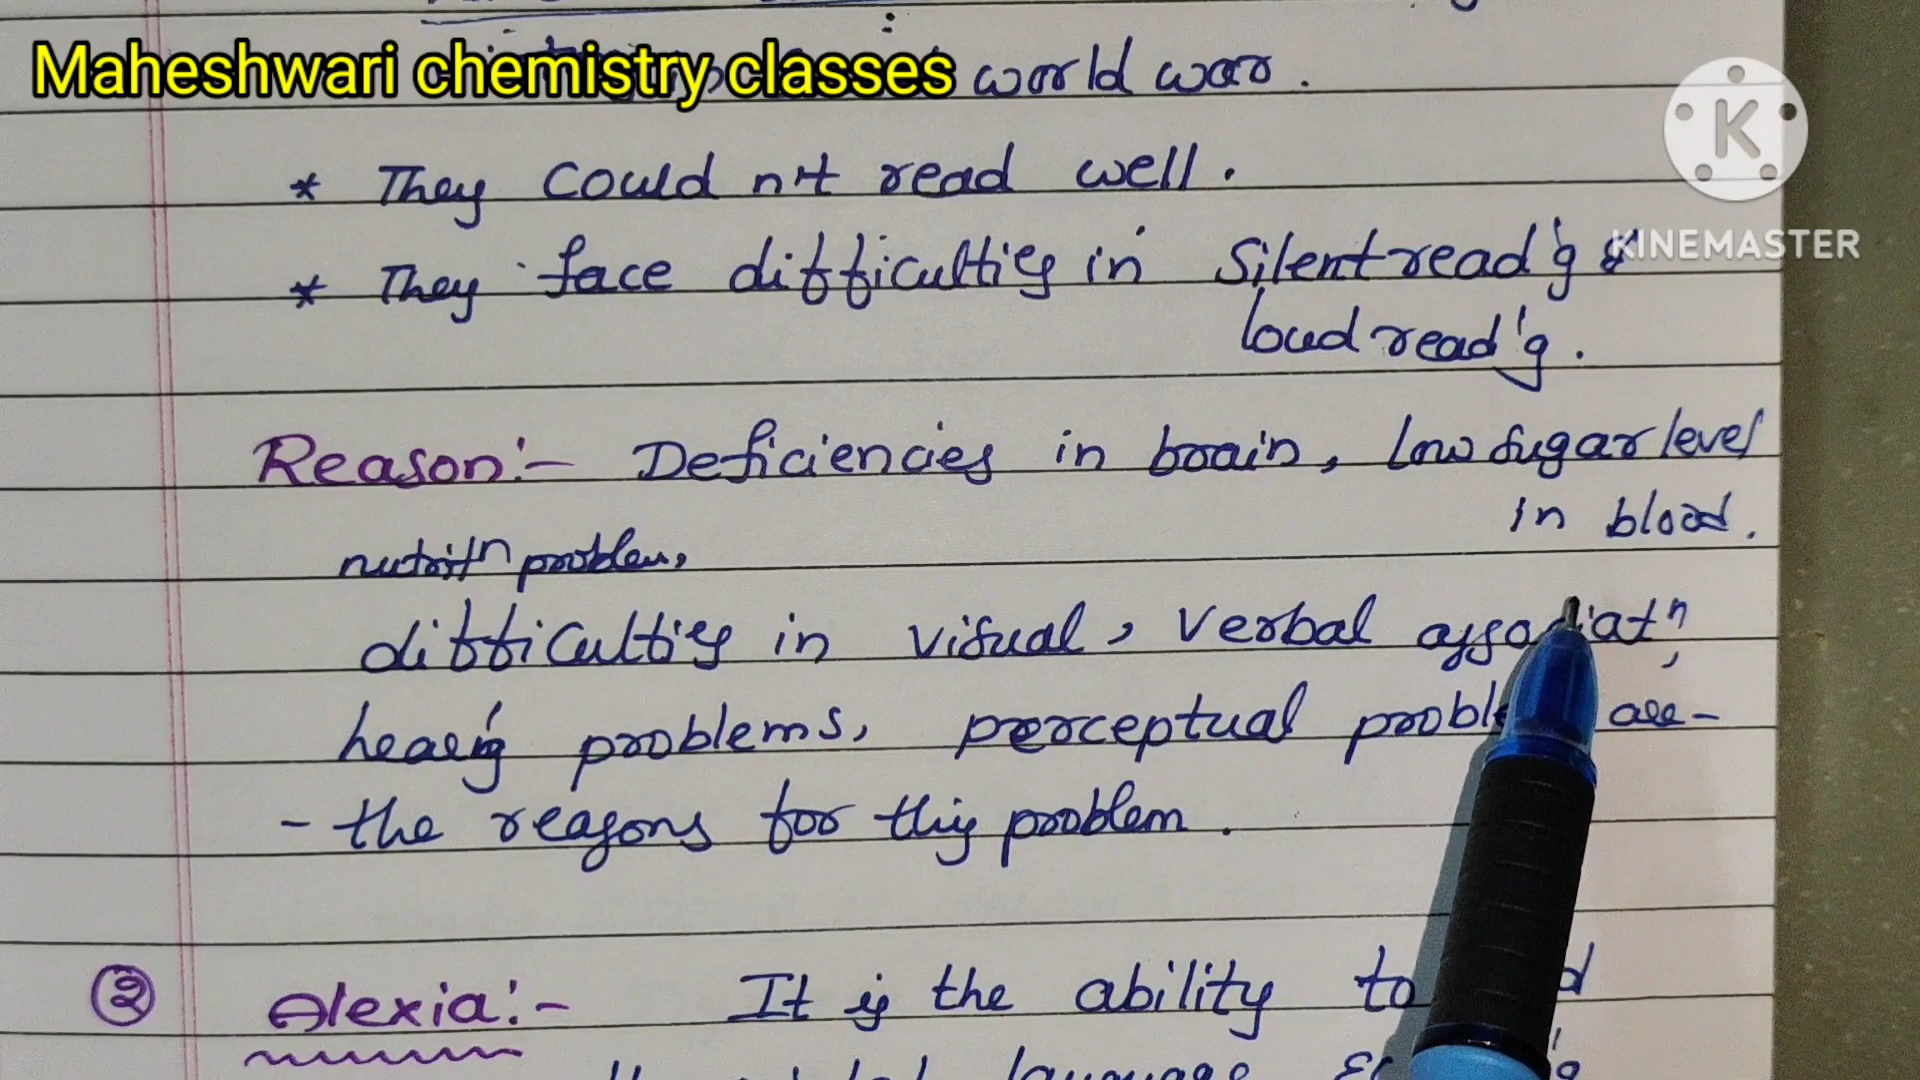 Maheshwari chemistry classes world war.
K
KINEMASTER
* They could n't read well.
* They face difficulties in Silent read'g &
loud read'g.
Reason:- Deficiencies in brain, low sugar level
in blood.
nutritn problem,
difficulties in visual, verbal
hearing problems, perceptual are-
- the reasons for this problem.
② Alexia:- It is the ability to
language